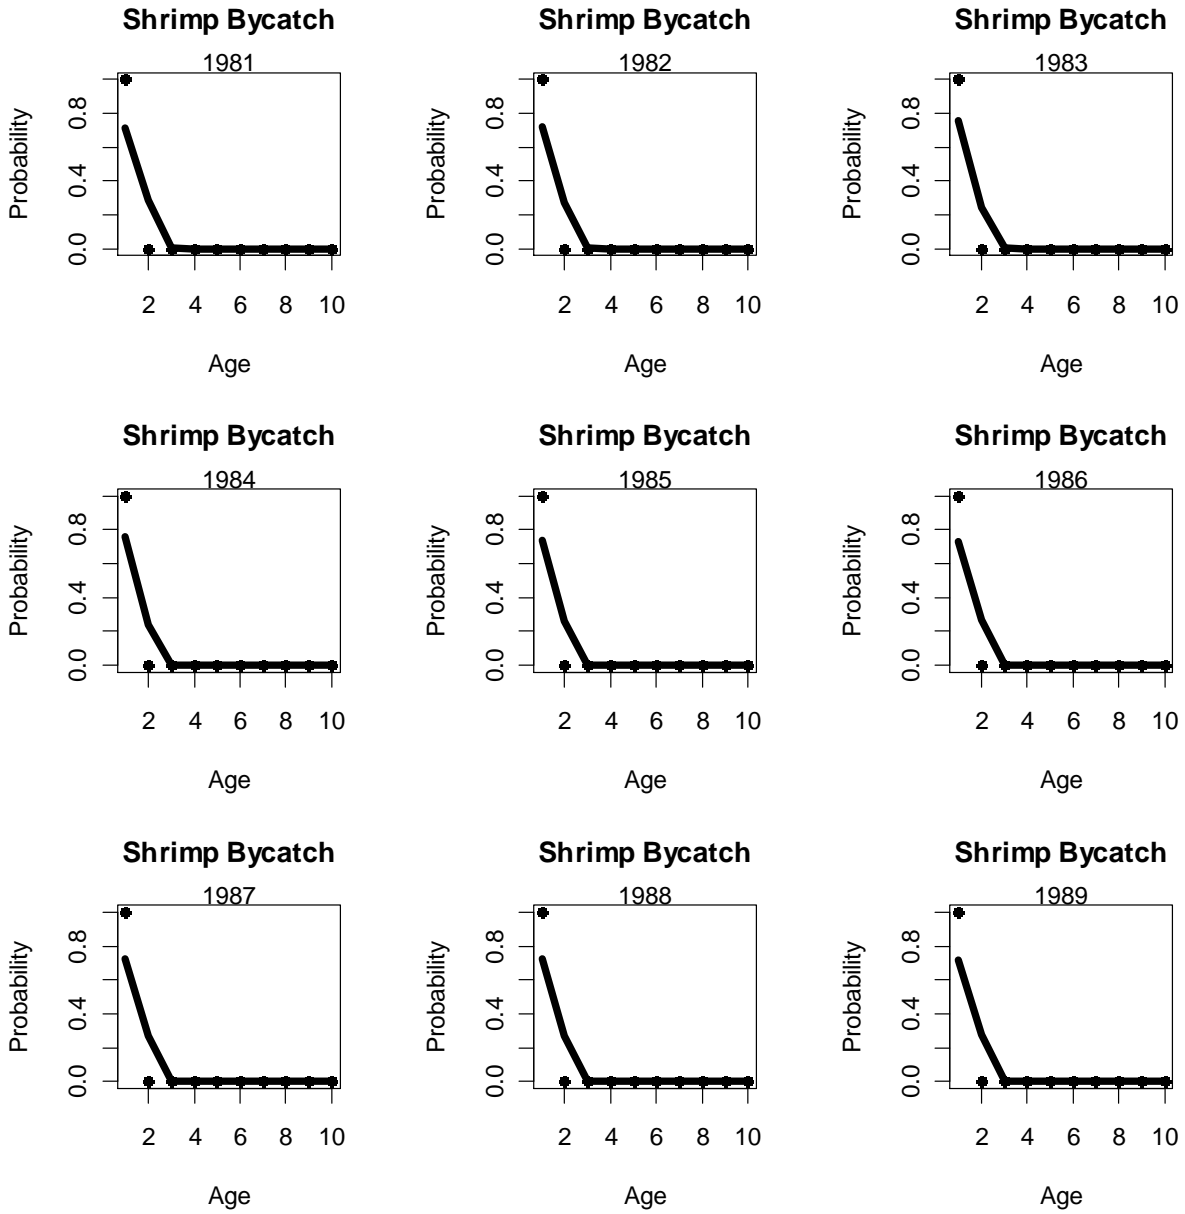 Shrimp Bycatch Shrimp Bycatch Shrimp Bycatch
1981 1982 1983
Probability Probability Probability
0.8 0.8 0.8
0.4 0.4 0.4
0.0 0.0 0.0
2 4 6 8 10 2 4 6 8 10 2 4 6 8 10
Age Age Age
Shrimp Bycatch Shrimp Bycatch Shrimp Bycatch
1984 1985 1986
Probability Probability Probability
0.8 0.8 0.8
0.4 0.4 0.4
0.0 0.0 0.0
2 4 6 8 10 2 4 6 8 10 2 4 6 8 10
Age Age Age
Shrimp Bycatch Shrimp Bycatch Shrimp Bycatch
1987 1988 1989
Probability Probability Probability
0.8 0.8 0.8
0.4 0.4 0.4
0.0 0.0 0.0
2 4 6 8 10 2 4 6 8 10 2 4 6 8 10
Age Age Age